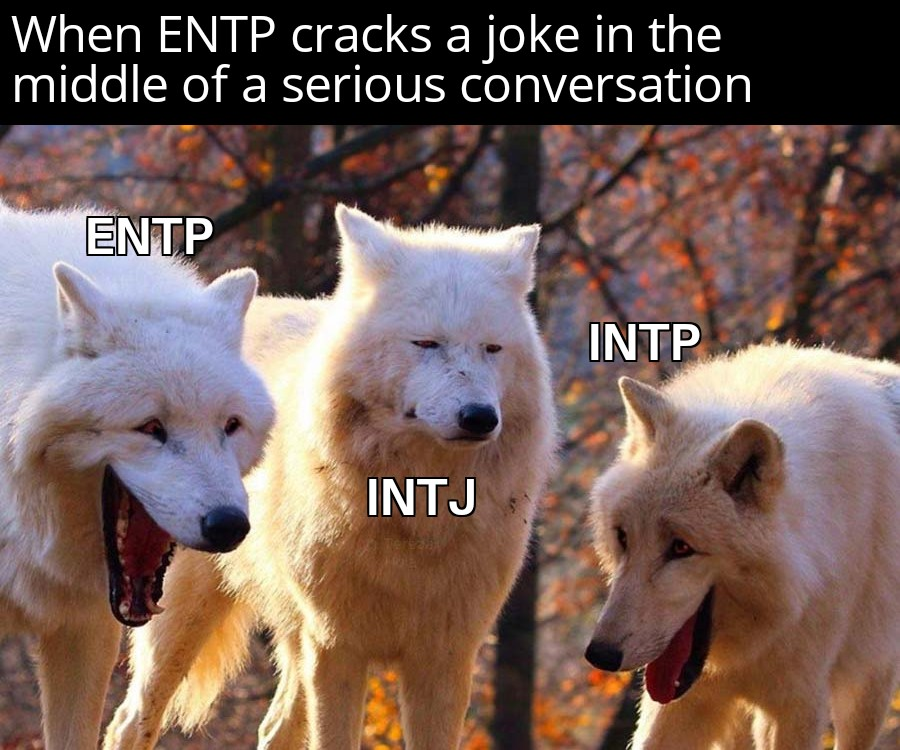 When ENTP cracks a joke in the
middle of a serious conversation
ENTP
INTP
INTJ